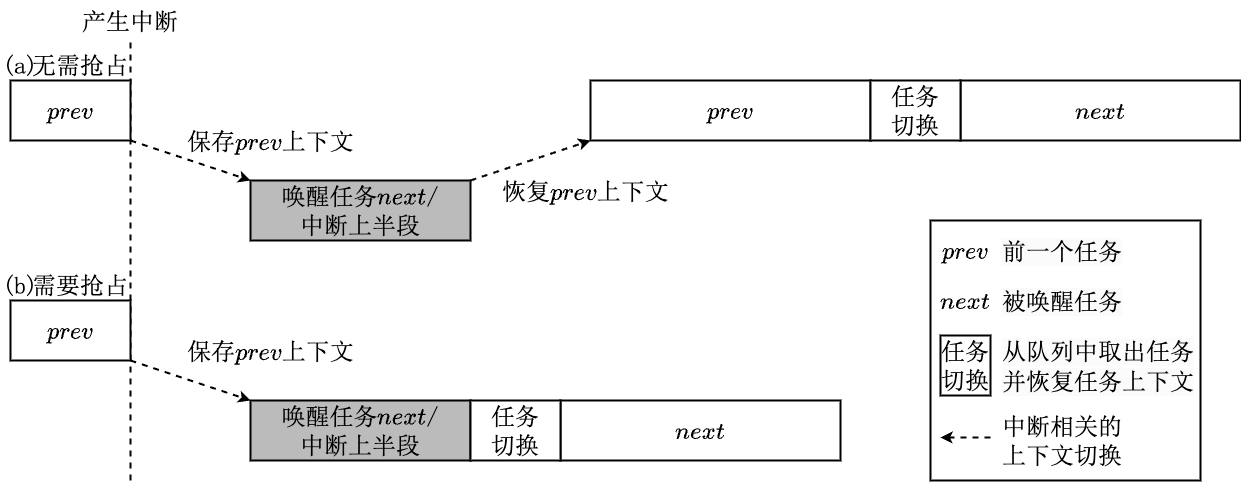 产生中断
(a)无需抢占
prev
保存prev上下文
唤醒任务next/
中断上半段
恢复prev上下文
prev
任务
切换
next
(b)需要抢占
prev
保存prev上下文
唤醒任务next/
中断上半段
任务
切换
next
prev 前一个任务
next 被唤醒任务
任务
切换
从队列中取出任务
并恢复任务上下文
中断相关的
上下文切换